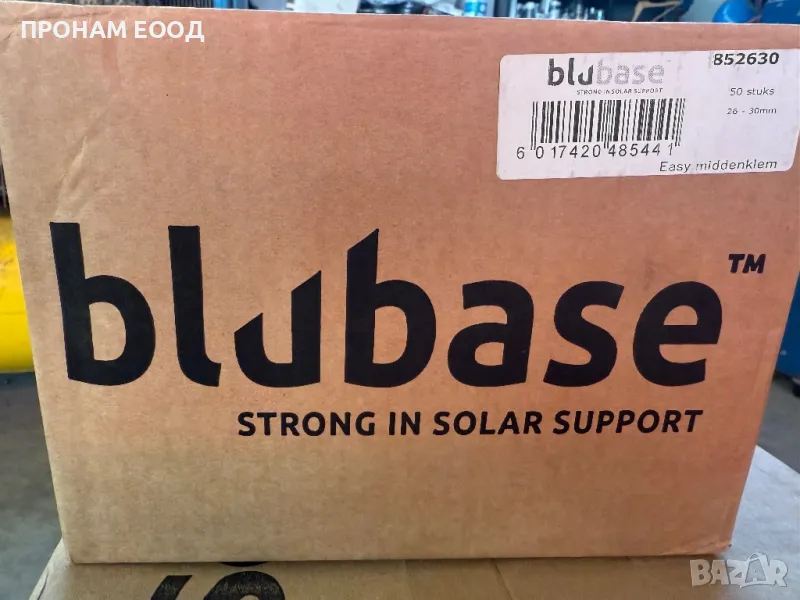 ПРОНАМ ЕООД
blubase
852630
STRONG IN SOLAR SUPPORT
50 stuks
26 - 30mm
6 017420 485441
Easy middenklem
blubase™
STRONG IN SOLAR SUPPORT
BAZAR